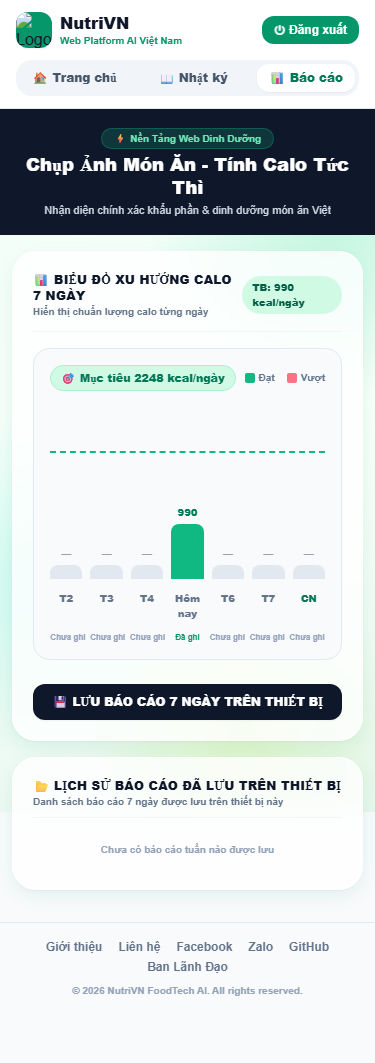 Logo
NutriVN
Web Platform AI Việt Nam
Đăng xuất
Trang chủ
Nhật ký
Báo cáo
Nền Tảng Web Dinh Dưỡng
Chụp Ảnh Món Ăn - Tính Calo Tức
Thì
Nhận diện chính xác khẩu phần & dinh dưỡng món ăn Việt
BIỂU ĐỒ XU HƯỚNG CALO
7 NGÀY
Hiển thị chuẩn lượng calo từng ngày
TB: 990
kcal/ngày
Mục tiêu 2248 kcal/ngày
Đạt
Vượt
990
— — — — — —
T2 T3 T4 Hôm T6 T7 CN
nay
Chưa ghi Chưa ghi Chưa ghi Đã ghi Chưa ghi Chưa ghi Chưa ghi
LƯU BÁO CÁO 7 NGÀY TRÊN THIẾT BỊ
LỊCH SỬ BÁO CÁO ĐÃ LƯU TRÊN THIẾT BỊ
Danh sách báo cáo 7 ngày được lưu trên thiết bị này
Chưa có báo cáo tuần nào được lưu
Giới thiệu Liên hệ Facebook Zalo GitHub
Ban Lãnh Đạo
© 2026 NutriVN FoodTech AI. All rights reserved.